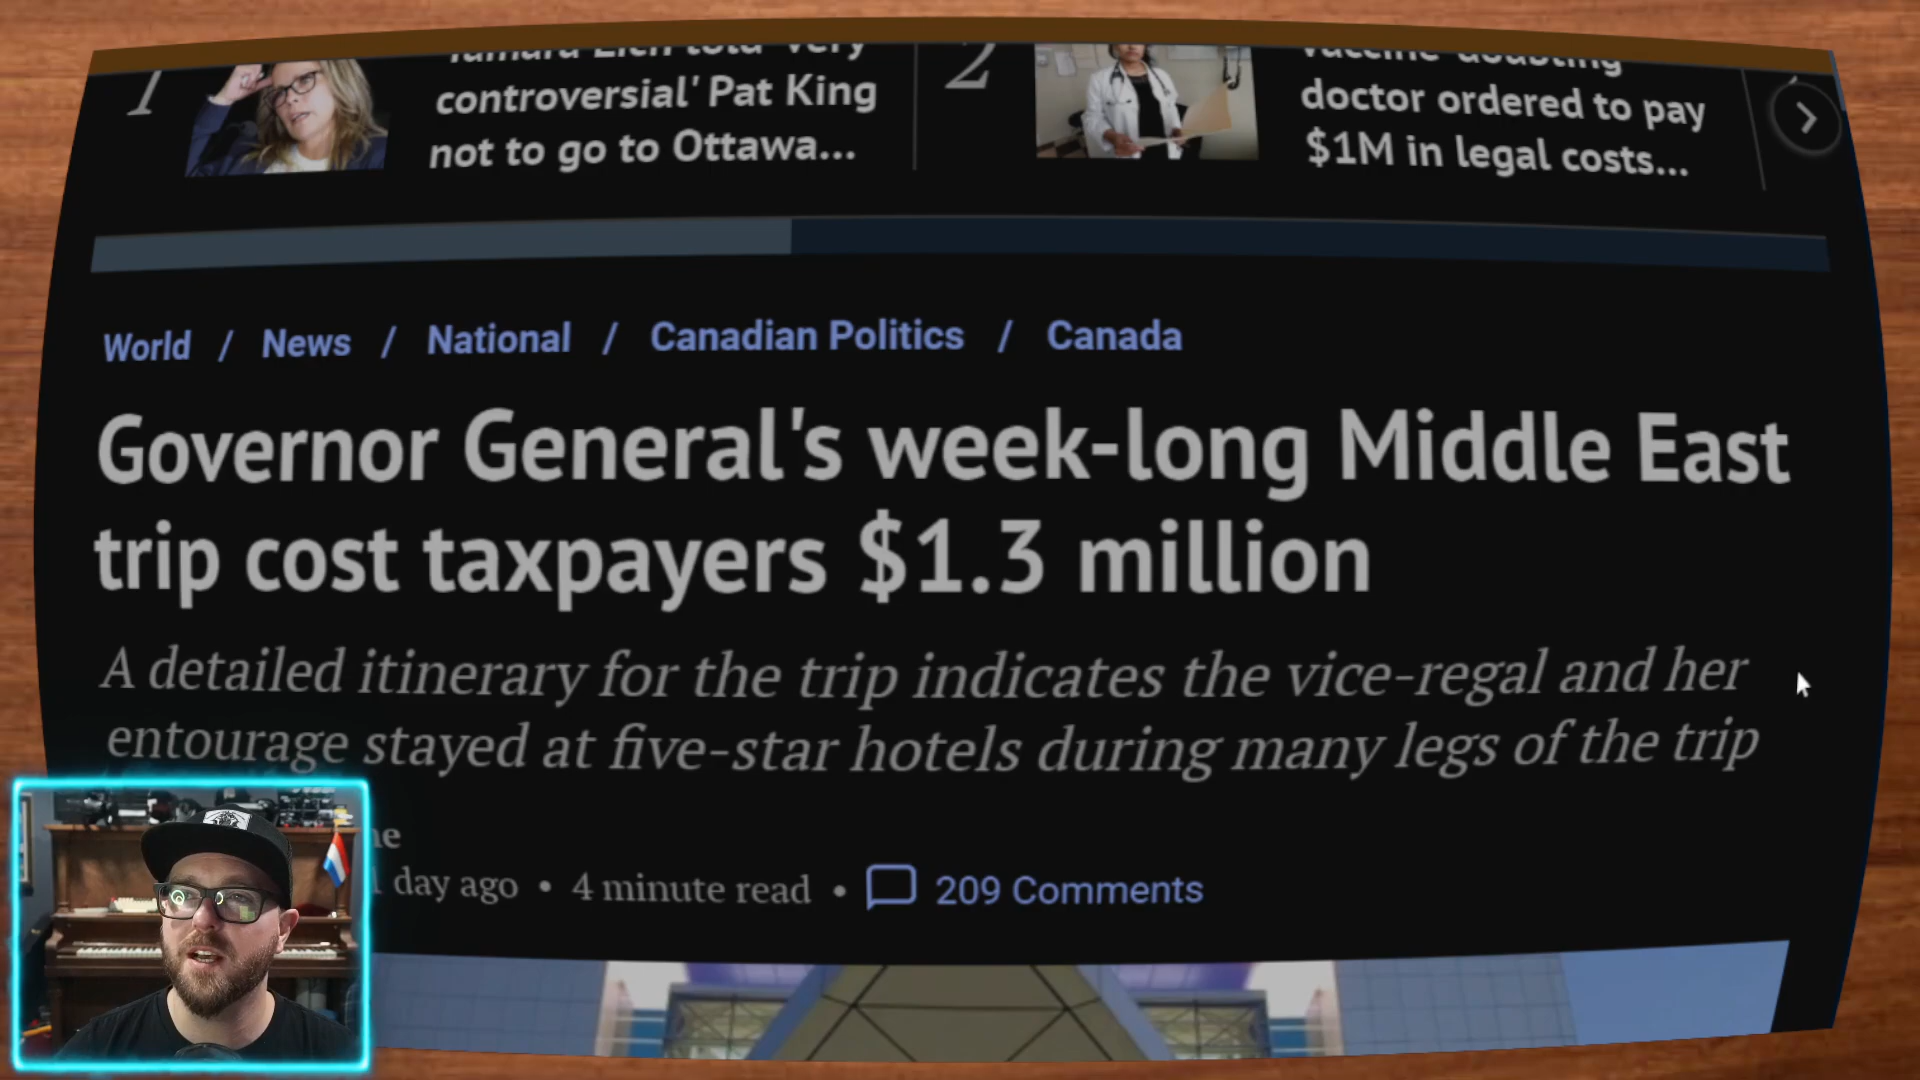 1
controversial' Pat King
not to go to Ottawa...
2
doctor ordered to pay
$1M in legal costs...
World / News / National / Canadian Politics / Canada
Governor General's week-long Middle East
trip cost taxpayers $1.3 million
A detailed itinerary for the trip indicates the vice-regal and her
entourage stayed at five-star hotels during many legs of the trip
day ago • 4 minute read • 209 Comments